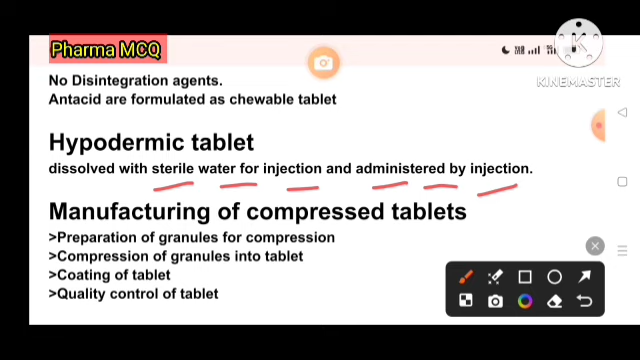 Pharma MCQ
KINEMASTER
No Disintegration agents.
Antacid are formulated as chewable tablet
Hypodermic tablet
dissolved with sterile water for injection and administered by injection.
Manufacturing of compressed tablets
>Preparation of granules for compression
>Compression of granules into tablet
>Coating of tablet
>Quality control of tablet